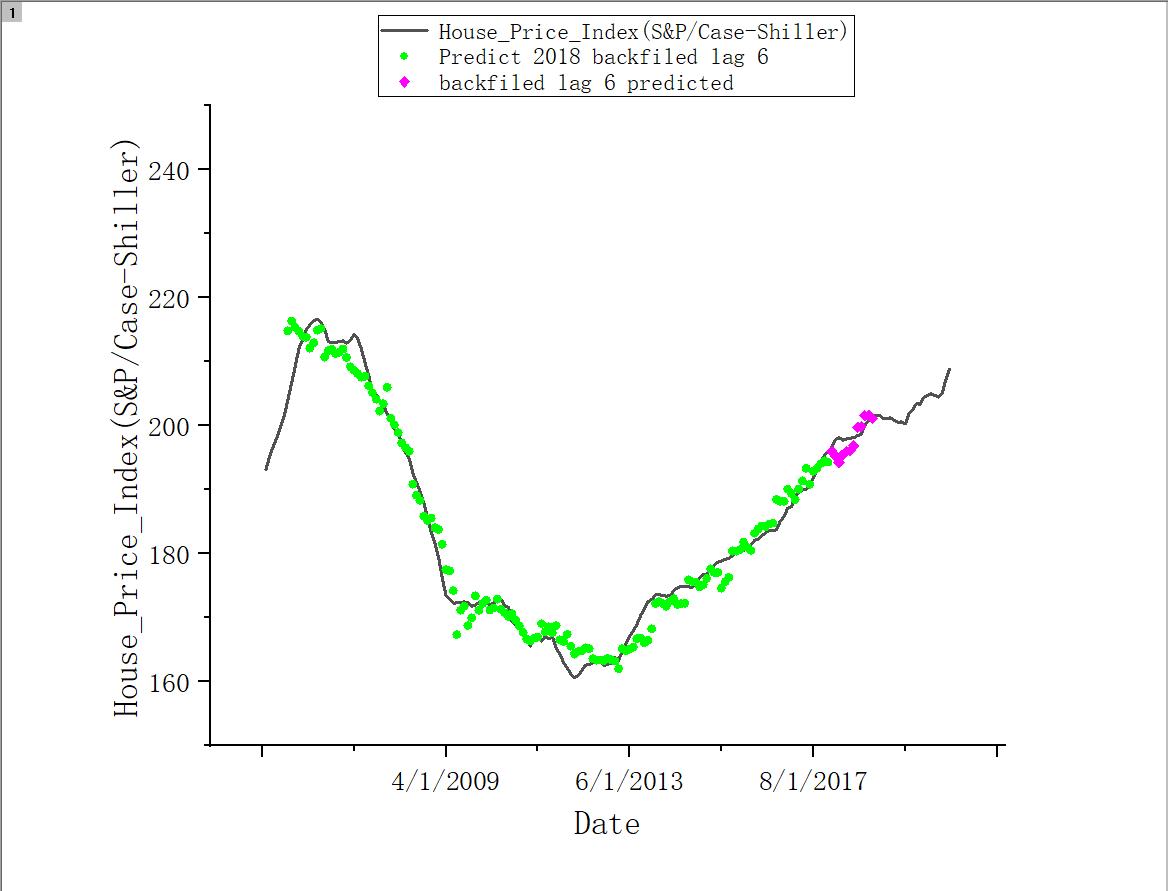 1
House_Price_Index(S&P/Case-Shiller)
Predict 2018 backfiled lag 6
backfiled lag 6 predicted
House_Price_Index(S&P/Case-Shiller)
240
220
200
180
160
4/1/2009 6/1/2013 8/1/2017
Date